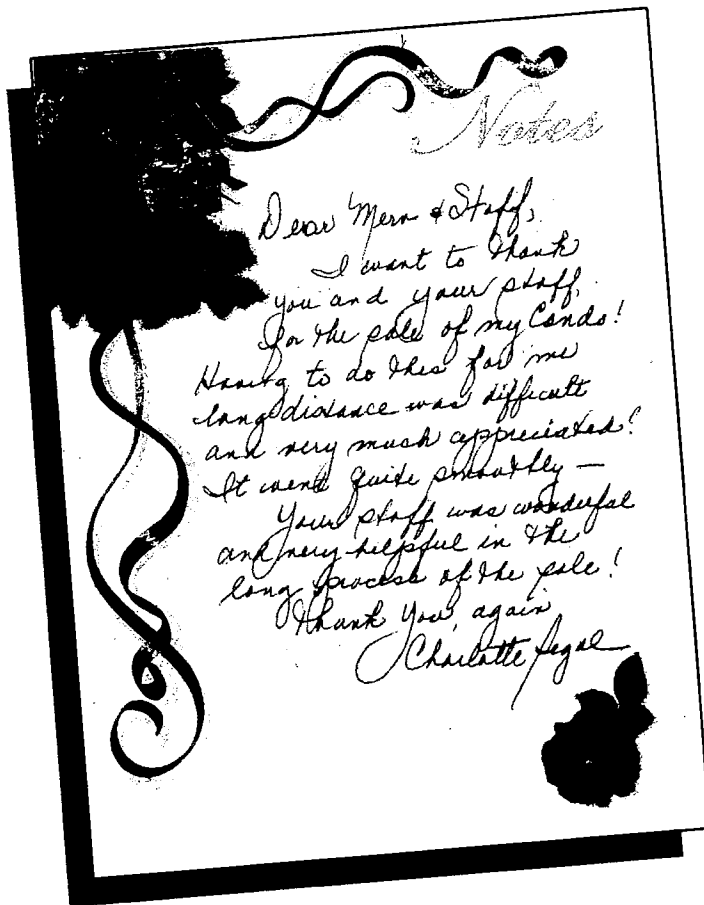 Notes
Dear Merv & Staff,
I want to thank
you and your staff,
for the sale of my Condo!
Having to do this for me
long distance was difficult
and very much appreciated!
It went quite smoothly —
Your staff was wonderful
and very helpful in the
long process of the sale!
Thank you, again
Charlotte Segal